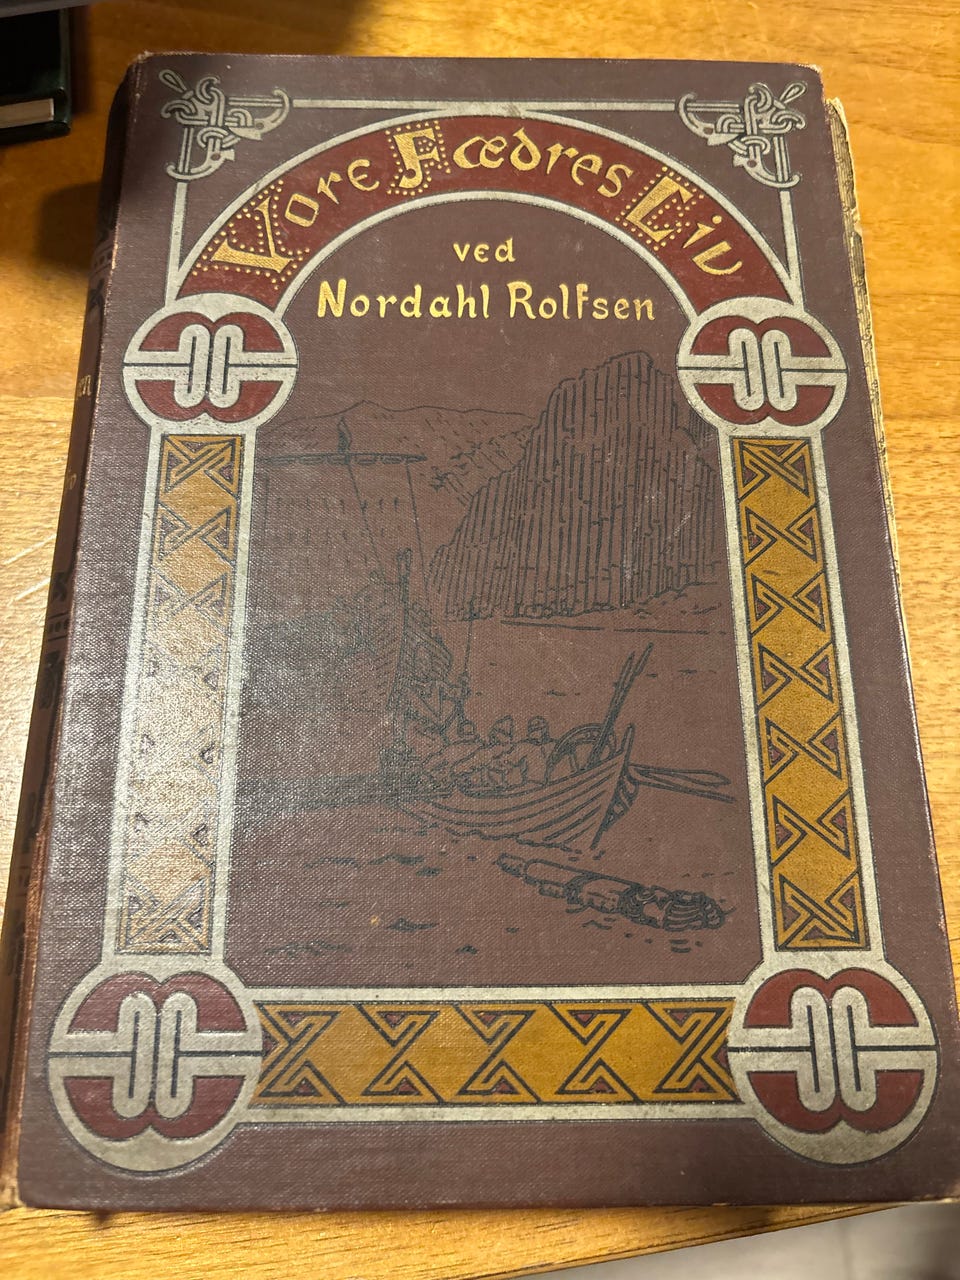 Vore Fædres Liv
ved
Nordahl Rolfsen